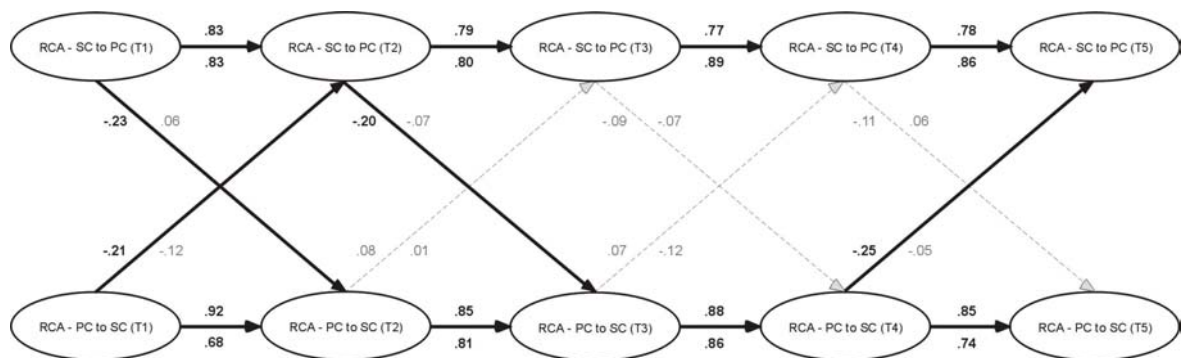 .83 .79 .77 .78
RCA - SC to PC (T1) RCA - SC to PC (T2) RCA - SC to PC (T3) RCA - SC to PC (T4) RCA - SC to PC (T5)
.83 .80 .89 .86
-.23 .06 -.20 -.07 -.09 -.07 -.11 .06
-.21 -.12 .08 .01 .07 -.12 -.25 -.05
.92 .85 .88 .85
RCA - PC to SC (T1) RCA - PC to SC (T2) RCA - PC to SC (T3) RCA - PC to SC (T4) RCA - PC to SC (T5)
.68 .81 .86 .74